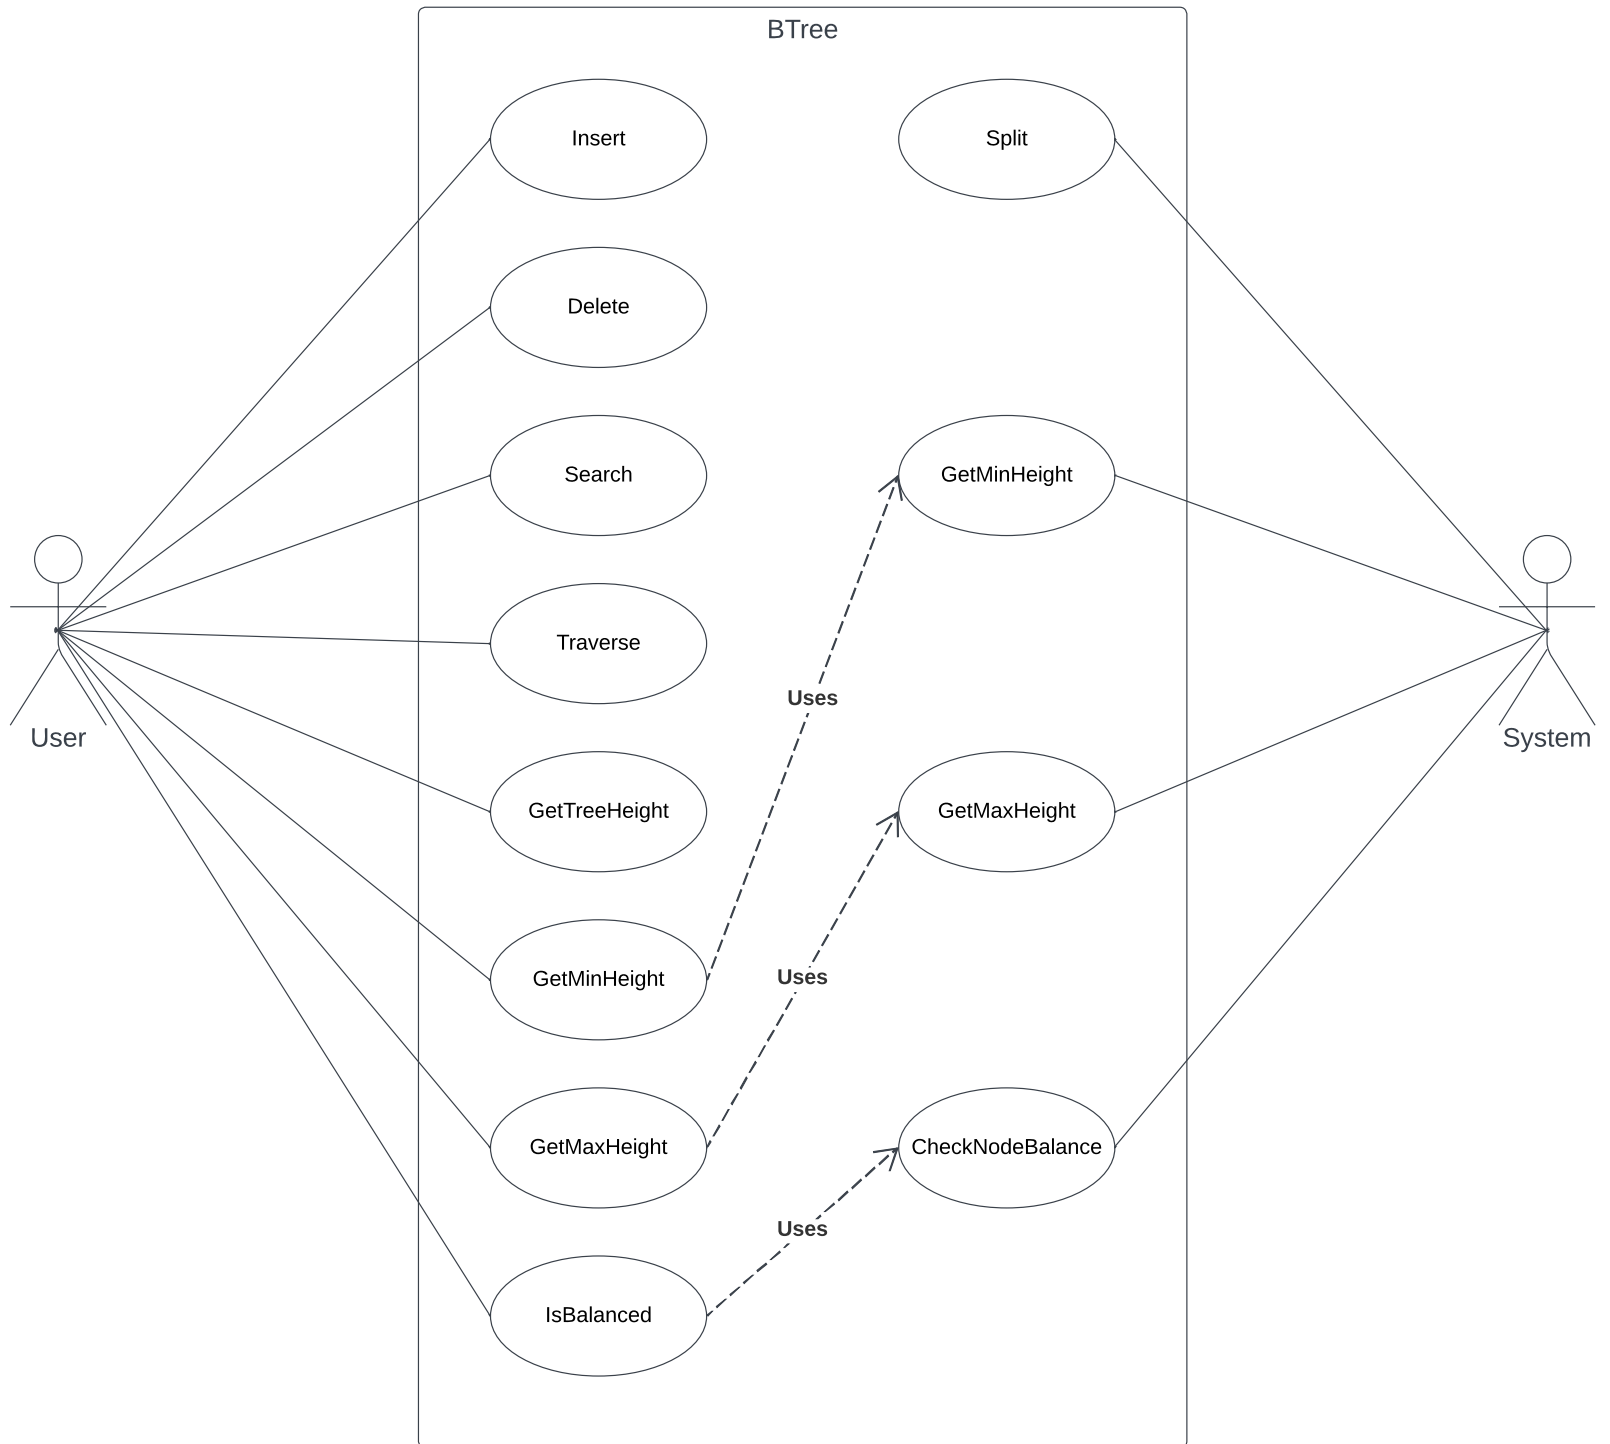 BTree
Insert
Split
Delete
Search
GetMinHeight
Traverse
Uses
User
System
GetTreeHeight
GetMaxHeight
GetMinHeight
Uses
GetMaxHeight
CheckNodeBalance
Uses
IsBalanced